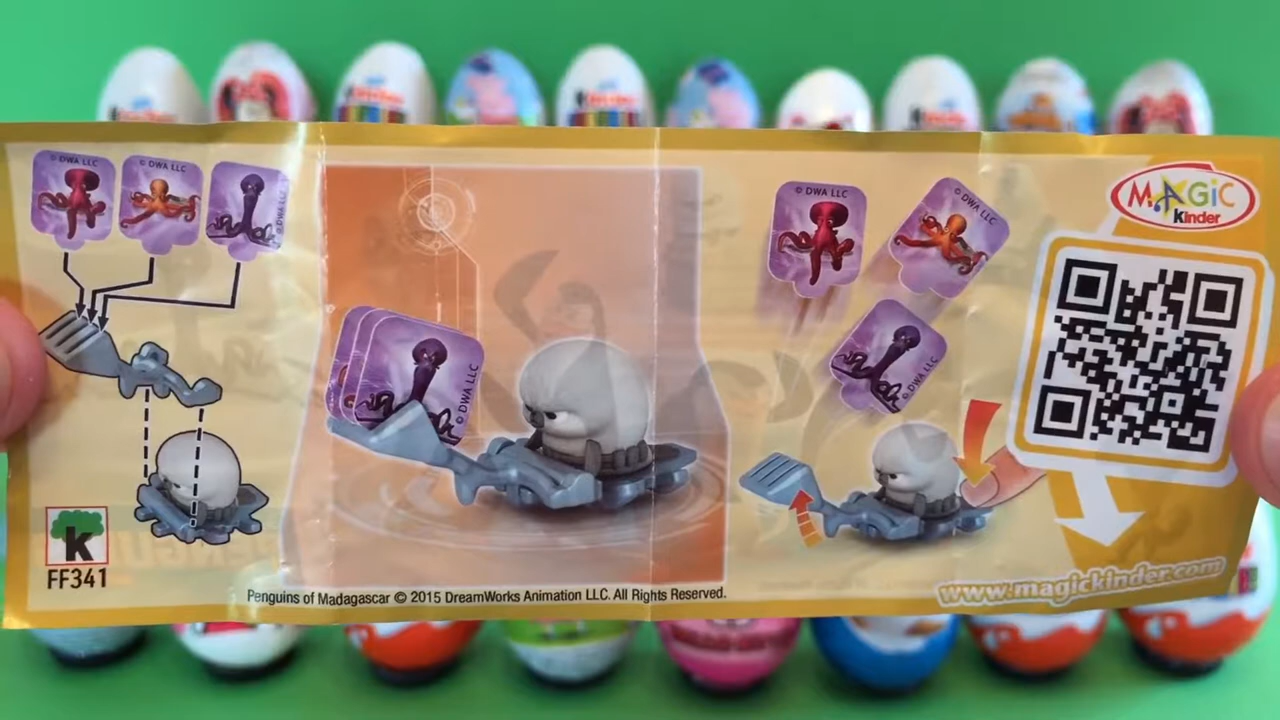 © DWA LLC
© DWA LLC
© DWA LLC
© DWA LLC
© DWA LLC
© DWA LLC
© DWA LLC
MAGiC
kinder
k
FF341
Penguins of Madagascar © 2015 DreamWorks Animation LLC. All Rights Reserved.
www.magickinder.com